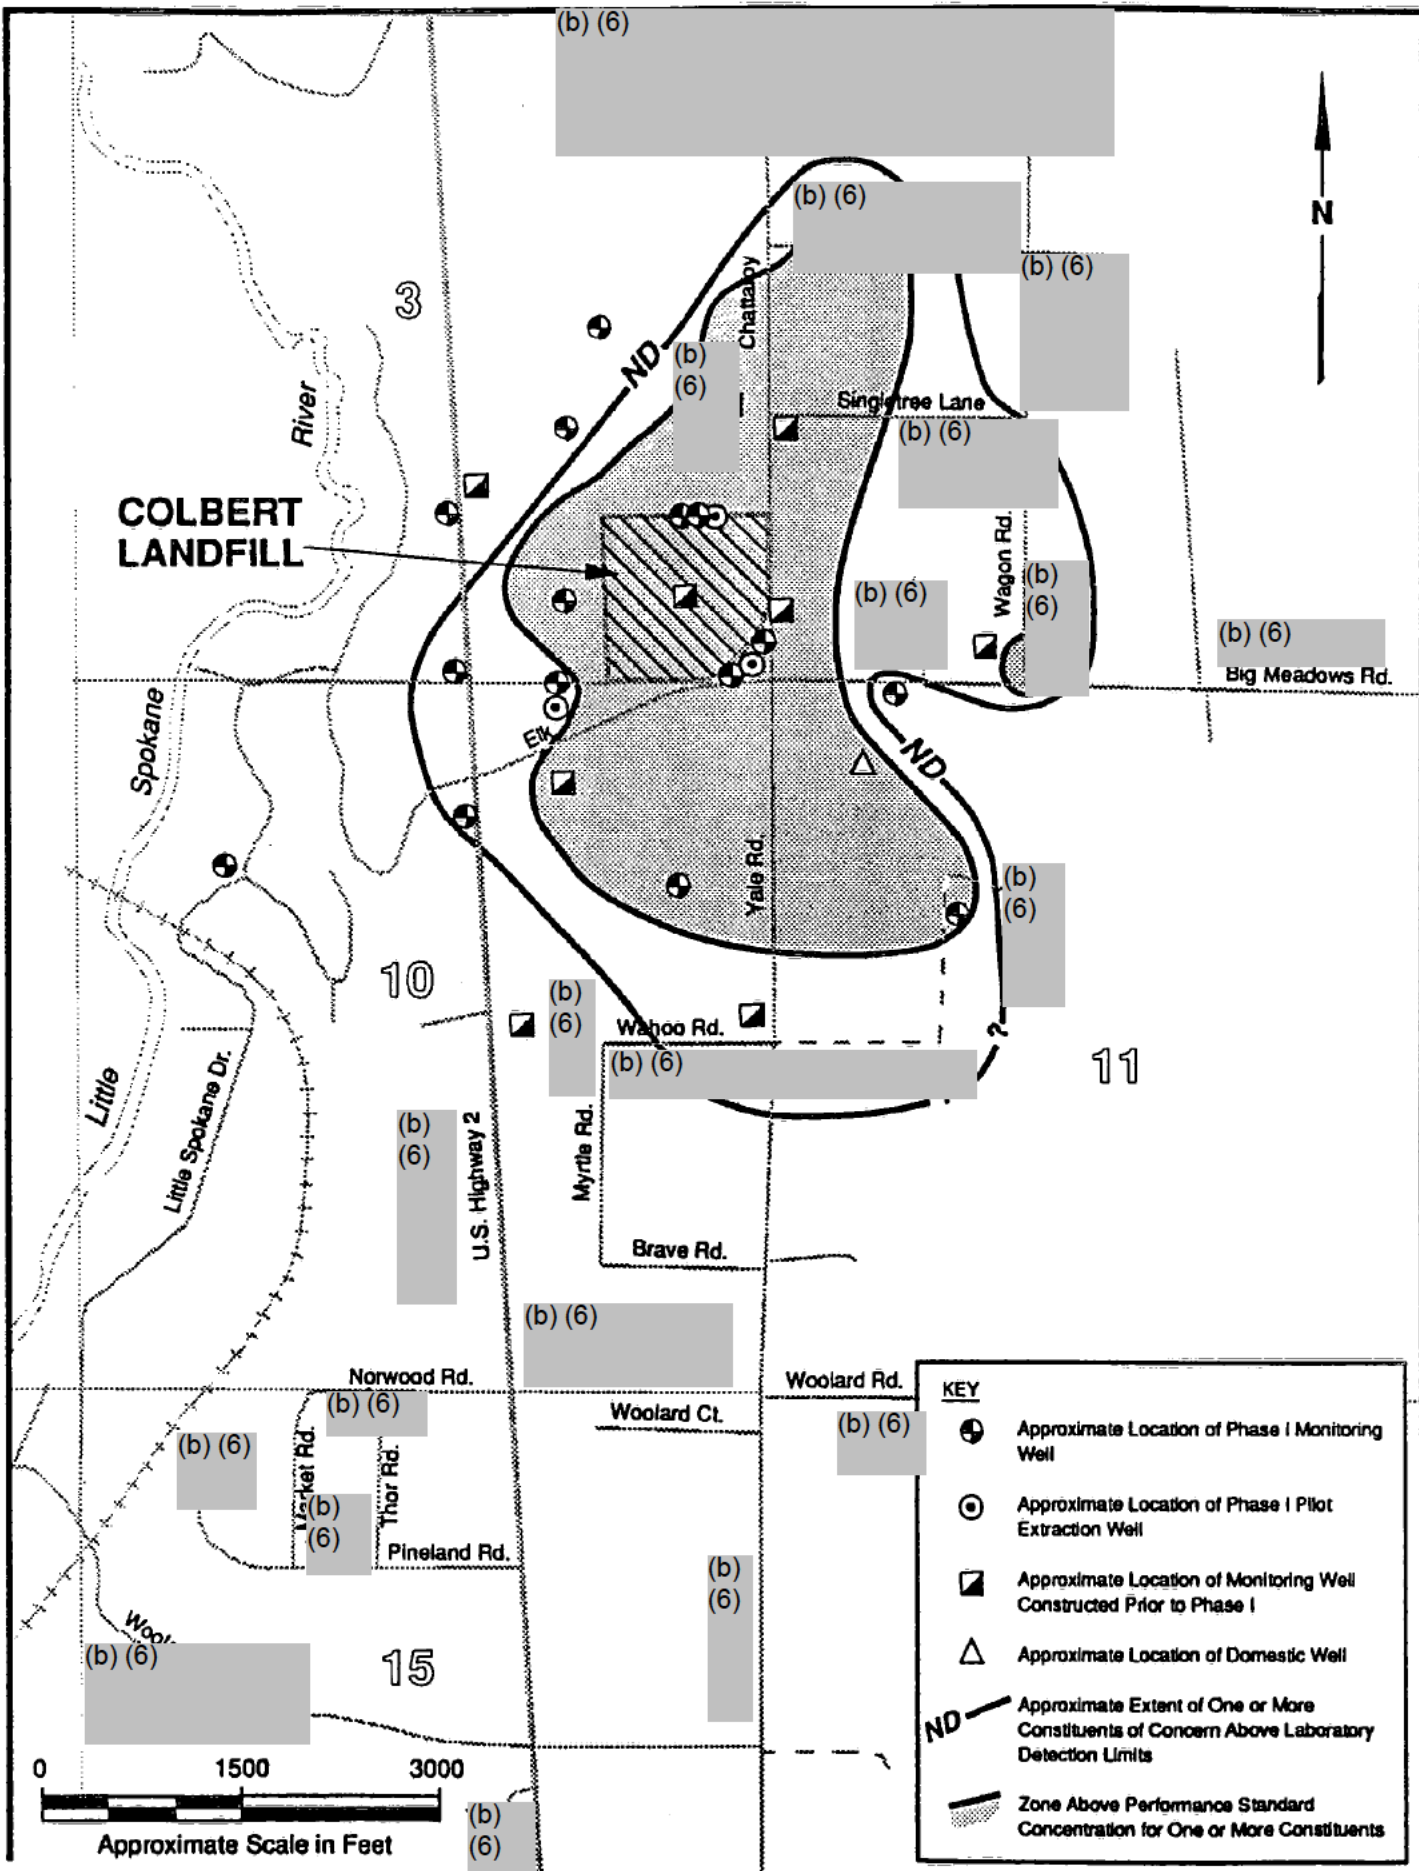 (b) (6)
N
(b) (6)
(b) (6)
Chattaroy
3
ND
(b)
(6)
River
Singletree Lane
(b) (6)
COLBERT
LANDFILL
Wagon Rd.
(b)
(6)
(b) (6)
(b) (6)
Big Meadows Rd.
Spokane
Elk
ND
Yale Rd.
(b)
(6)
10
(b)
(6)
Wahoo Rd.
?
(b) (6)
11
Little
Little Spokane Dr.
(b)
(6)
U.S. Highway 2
Myrtle Rd.
Brave Rd.
(b) (6)
Norwood Rd.
Woolard Rd.
(b) (6)
Woolard Ct.
(b) (6)
(b) (6)
Market Rd.
Thor Rd.
(b)
(6)
Pineland Rd.
(b)
(6)
(b) (6)
15
0 1500 3000
Approximate Scale in Feet
(b)
(6)
KEY
Approximate Location of Phase I Monitoring
Well
Approximate Location of Phase I Pilot
Extraction Well
Approximate Location of Monitoring Well
Constructed Prior to Phase I
Approximate Location of Domestic Well
ND
Approximate Extent of One or More
Constituents of Concern Above Laboratory
Detection Limits
Zone Above Performance Standard
Concentration for One or More Constituents